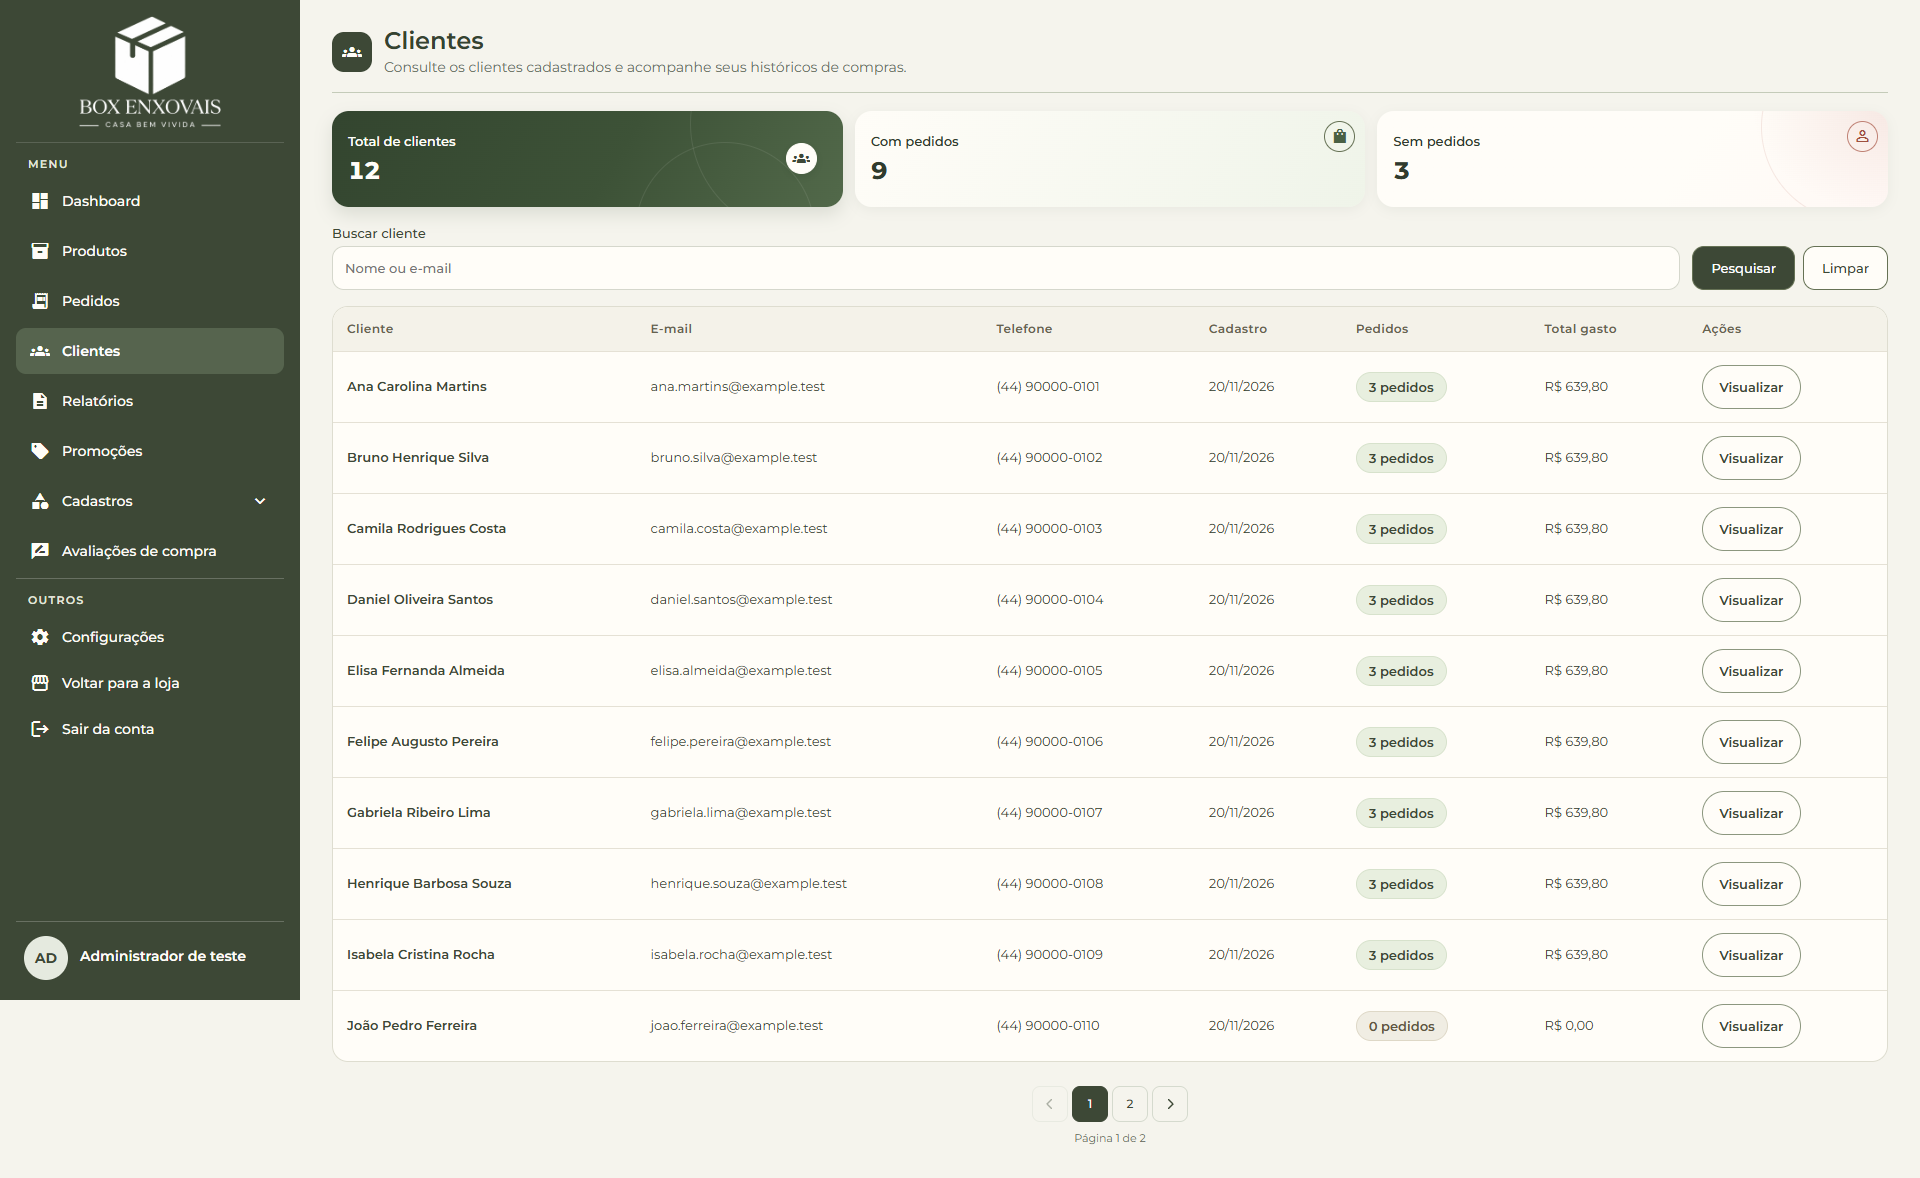 BOX ENXOVAIS
CASA BEM VIVIDA
MENU
Dashboard
Produtos
Pedidos
Clientes
Relatórios
Promoções
Cadastros
Avaliações de compra
OUTROS
Configurações
Voltar para a loja
Sair da conta
AD Administrador de teste
Clientes
Consulte os clientes cadastrados e acompanhe seus históricos de compras.
Total de clientes
12
Com pedidos
9
Sem pedidos
3
Buscar cliente
Nome ou e-mail Pesquisar Limpar
Cliente E-mail Telefone Cadastro Pedidos Total gasto Ações
Ana Carolina Martins ana.martins@example.test (44) 90000-0101 20/11/2026 3 pedidos R$ 639,80 Visualizar
Bruno Henrique Silva bruno.silva@example.test (44) 90000-0102 20/11/2026 3 pedidos R$ 639,80 Visualizar
Camila Rodrigues Costa camila.costa@example.test (44) 90000-0103 20/11/2026 3 pedidos R$ 639,80 Visualizar
Daniel Oliveira Santos daniel.santos@example.test (44) 90000-0104 20/11/2026 3 pedidos R$ 639,80 Visualizar
Elisa Fernanda Almeida elisa.almeida@example.test (44) 90000-0105 20/11/2026 3 pedidos R$ 639,80 Visualizar
Felipe Augusto Pereira felipe.pereira@example.test (44) 90000-0106 20/11/2026 3 pedidos R$ 639,80 Visualizar
Gabriela Ribeiro Lima gabriela.lima@example.test (44) 90000-0107 20/11/2026 3 pedidos R$ 639,80 Visualizar
Henrique Barbosa Souza henrique.souza@example.test (44) 90000-0108 20/11/2026 3 pedidos R$ 639,80 Visualizar
Isabela Cristina Rocha isabela.rocha@example.test (44) 90000-0109 20/11/2026 3 pedidos R$ 639,80 Visualizar
João Pedro Ferreira joao.ferreira@example.test (44) 90000-0110 20/11/2026 0 pedidos R$ 0,00 Visualizar
1 2
Página 1 de 2